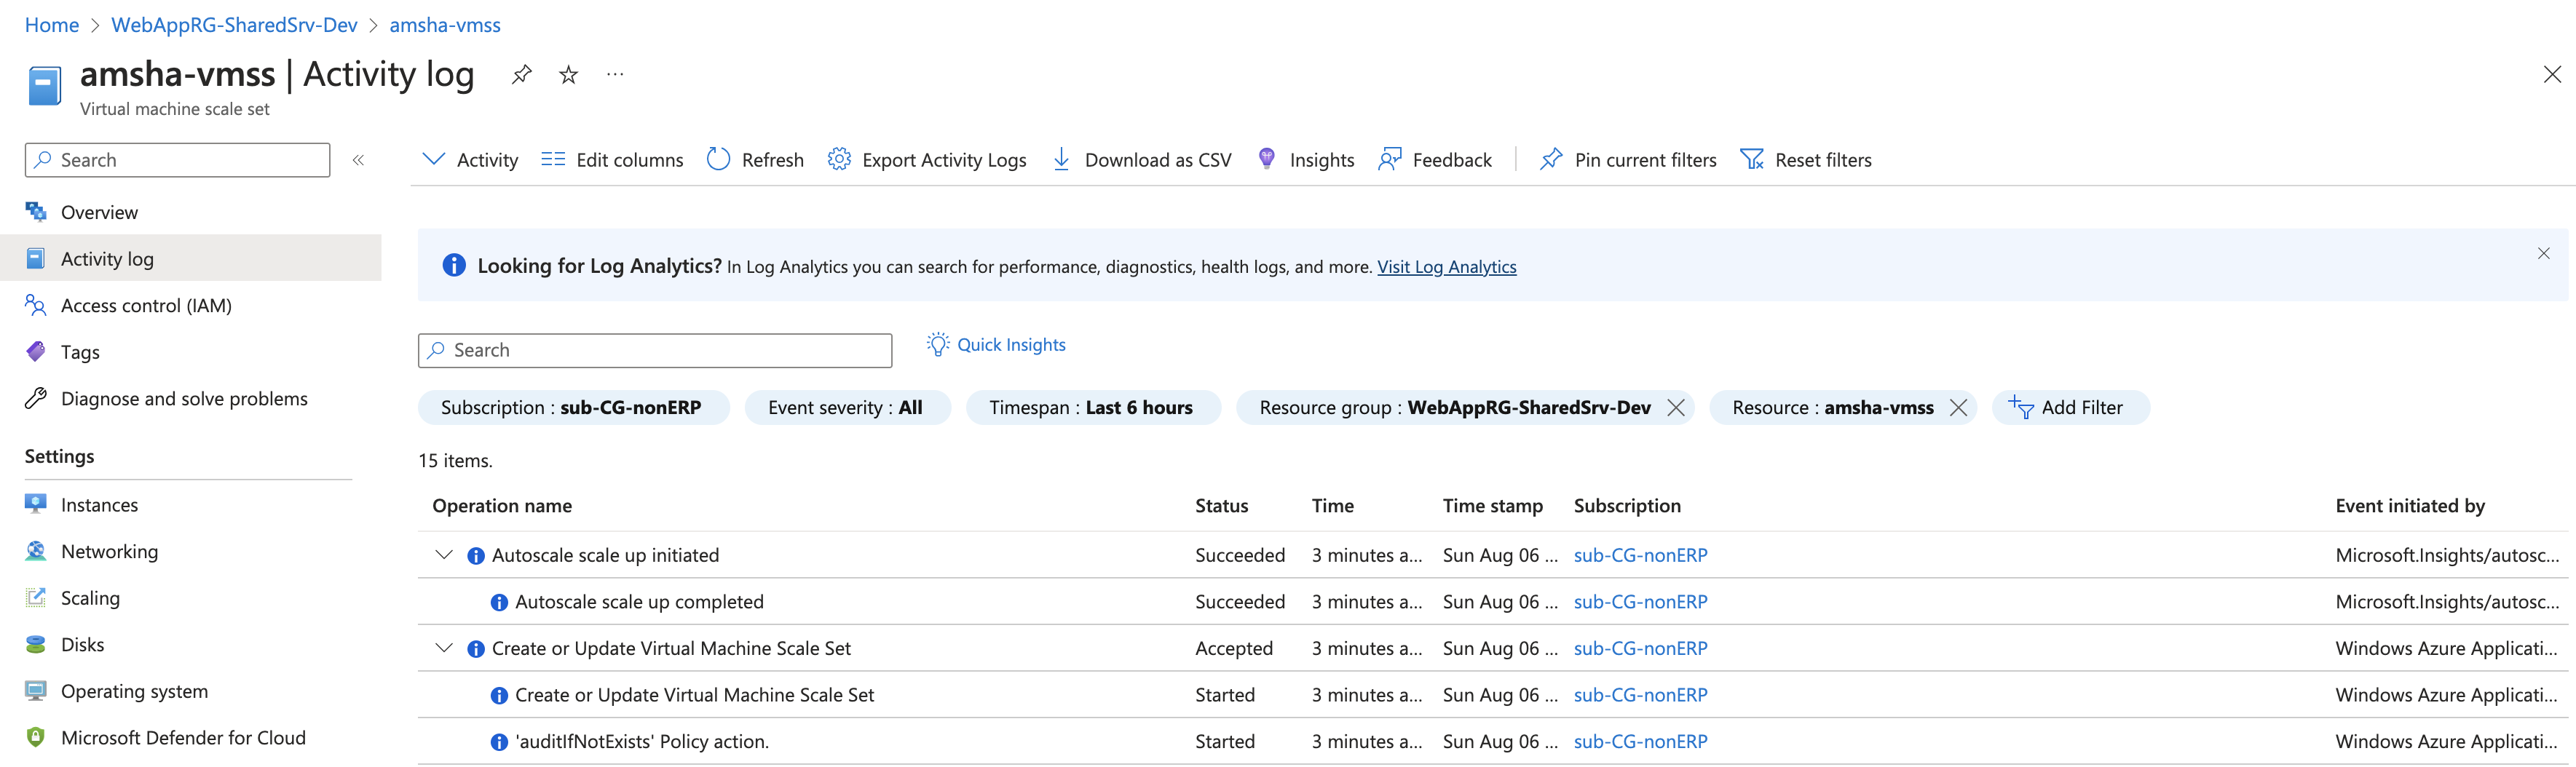 Home > WebAppRG-SharedSrv-Dev > amsha-vmss
amsha-vmss | Activity log ...
Virtual machine scale set
Search «
Overview
Activity log
Access control (IAM)
Tags
Diagnose and solve problems
Settings
Instances
Networking
Scaling
Disks
Operating system
Microsoft Defender for Cloud
Activity Edit columns Refresh Export Activity Logs Download as CSV Insights Feedback Pin current filters Reset filters
Looking for Log Analytics? In Log Analytics you can search for performance, diagnostics, health logs, and more. Visit Log Analytics
Search Quick Insights
Subscription : sub-CG-nonERP Event severity : All Timespan : Last 6 hours Resource group : WebAppRG-SharedSrv-Dev Resource : amsha-vmss Add Filter
15 items.
Operation name Status Time Time stamp Subscription Event initiated by
Autoscale scale up initiated Succeeded 3 minutes a... Sun Aug 06 ... sub-CG-nonERP Microsoft.Insights/autosc...
Autoscale scale up completed Succeeded 3 minutes a... Sun Aug 06 ... sub-CG-nonERP Microsoft.Insights/autosc...
Create or Update Virtual Machine Scale Set Accepted 3 minutes a... Sun Aug 06 ... sub-CG-nonERP Windows Azure Applicati...
Create or Update Virtual Machine Scale Set Started 3 minutes a... Sun Aug 06 ... sub-CG-nonERP Windows Azure Applicati...
'auditIfNotExists' Policy action. Started 3 minutes a... Sun Aug 06 ... sub-CG-nonERP Windows Azure Applicati...